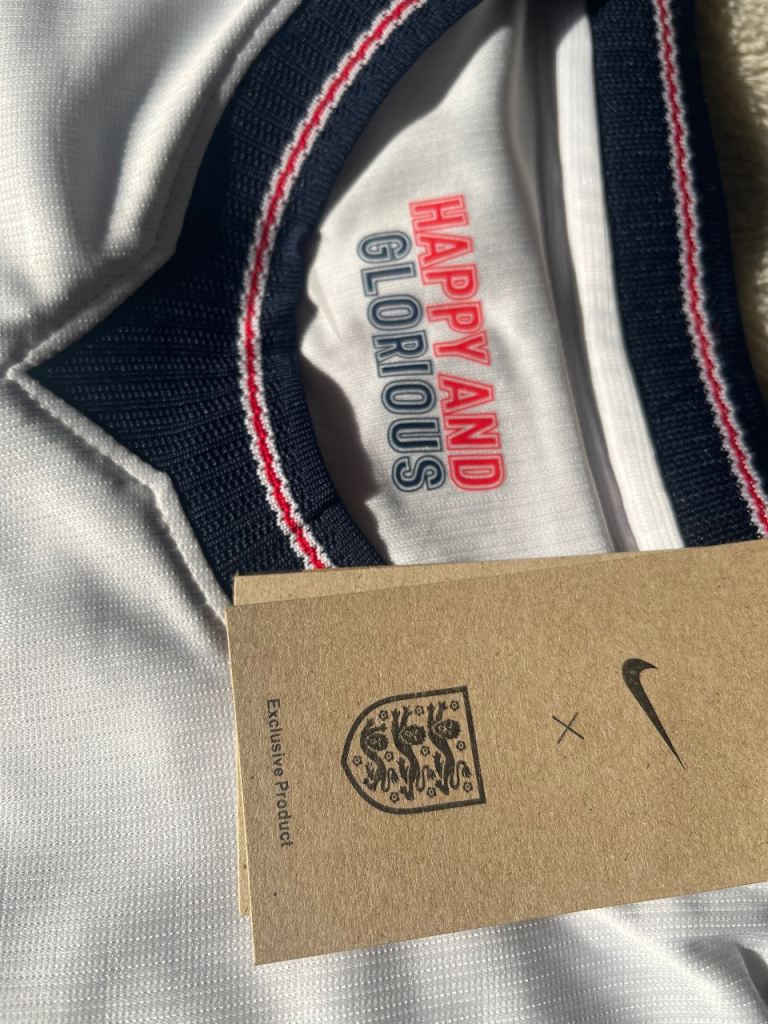 HAPPY AND
GLORIOUS
Exclusive Product